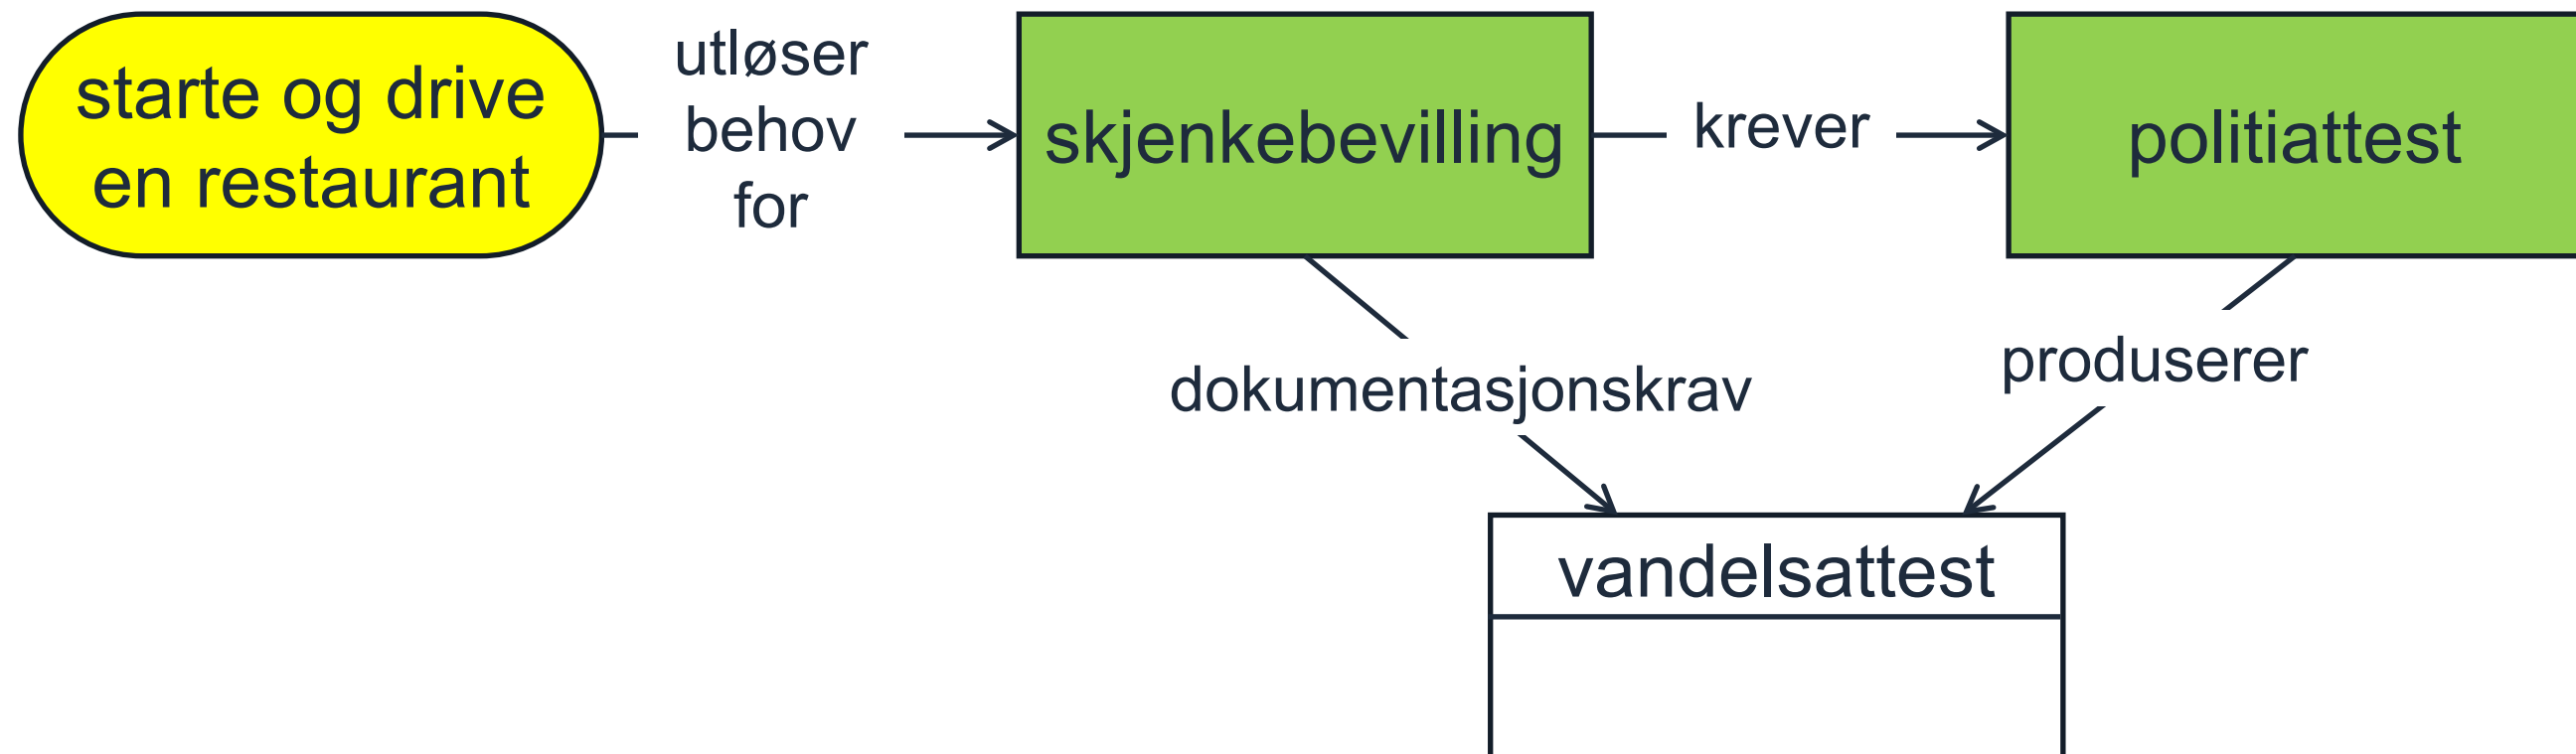 starte og drive
en restaurant
utløser
behov
for
skjenkebevilling
krever
politiattest
dokumentasjonskrav
produserer
vandelsattest